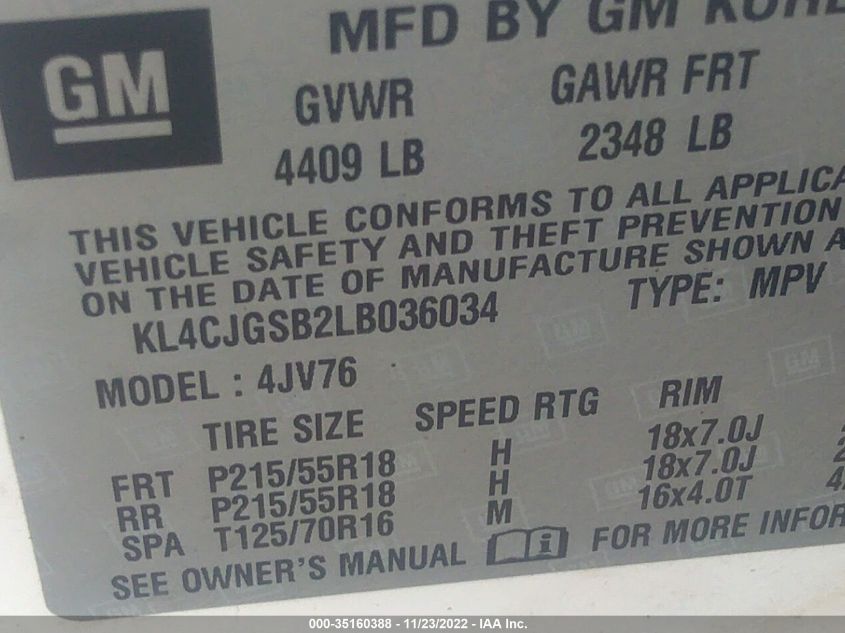 GM
MFD BY GM
GVWR GAWR FRT
4409 LB 2348 LB
THIS VEHICLE CONFORMS TO ALL
VEHICLE SAFETY AND THEFT PREVENTION
ON THE DATE OF MANUFACTURE SHOWN
KL4CJGSB2LB036034 TYPE: MPV
MODEL : 4JV76
TIRE SIZE SPEED RTG RIM
FRT P215/55R18 H 18x7.0J
RR P215/55R18 H 18x7.0J
SPA T125/70R16 M 16x4.0T
SEE OWNER'S MANUAL i FOR MORE
000-35160388 - 11/23/2022 - IAA Inc.